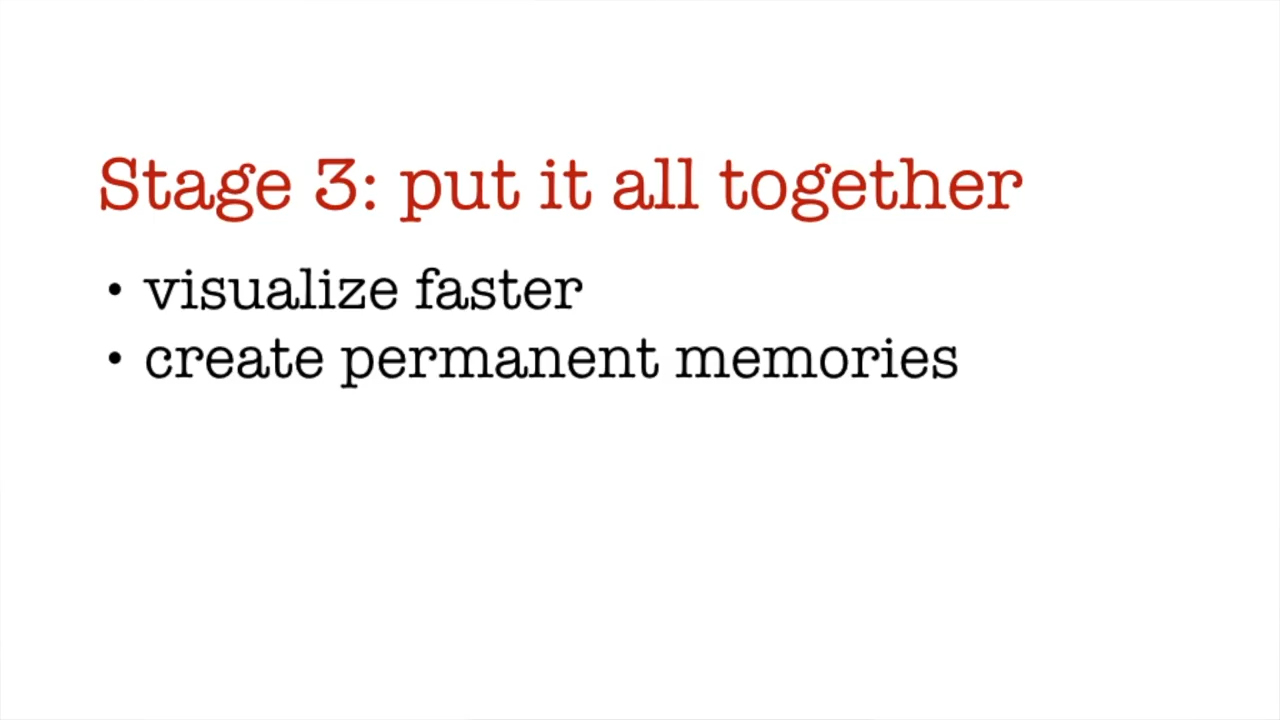 Stage 3: put it all together
• visualize faster
• create permanent memories